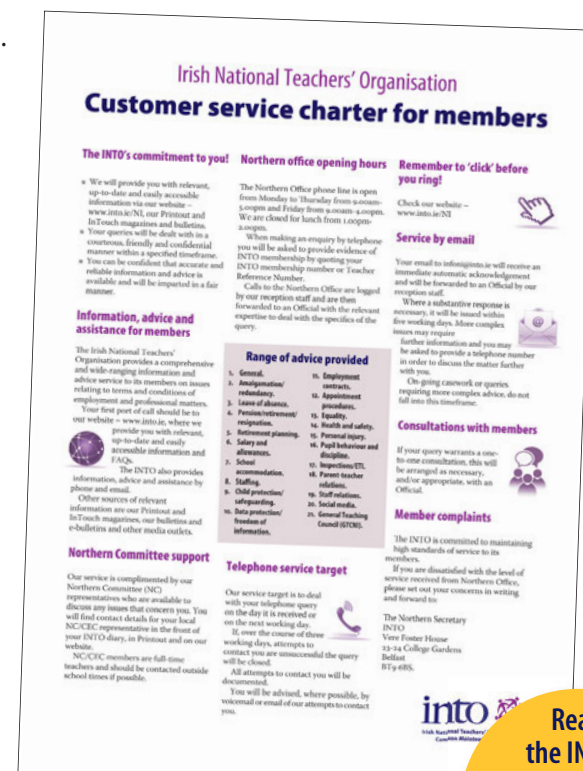 Irish National Teachers' Organisation
Customer service charter for members
The INTO's commitment to you!
■ We will provide you with relevant,
up-to-date and easily accessible
information via our website –
www.into.ie/NI, our Printout and
InTouch magazines and bulletins.
■ Your queries will be dealt with in a
courteous, friendly and confidential
manner within a specified timeframe.
■ You can be confident that accurate and
reliable information and advice is
available and will be imparted in a fair
manner.
Information, advice and
assistance for members
The Irish National Teachers'
Organisation provides a comprehensive
and wide-ranging information and
advice service to its members on issues
relating to terms and conditions of
employment and professional matters.
Your first port of call should be to
our website – www.into.ie, where we
provide you with relevant,
up-to-date and easily
accessible information and
FAQs.
The INTO also provides
information, advice and assistance by
phone and email.
Other sources of relevant
information are our Printout and
InTouch magazines, our bulletins and
e-bulletins and other media outlets.
Northern Committee support
Our service is complimented by our
Northern Committee (NC)
representatives who are available to
discuss any issues that concern you. You
will find contact details for your local
NC/CEC representative in the front of
your INTO diary, in Printout and on our
website.
NC/CEC members are full-time
teachers and should be contacted outside
school times if possible.
Northern office opening hours
The Northern Office phone line is open
from Monday to Thursday from 9.00am-
5.00pm and Friday from 9.00am-4.00pm.
We are closed for lunch from 1.00pm-
2.00pm.
When making an enquiry by telephone
you will be asked to provide evidence of
INTO membership by quoting your
INTO membership number or Teacher
Reference Number.
Calls to the Northern Office are logged
by our reception staff and are then
forwarded to an Official with the relevant
expertise to deal with the specifics of the
query.
Range of advice provided
1. General.
2. Amalgamation/
redundancy.
3. Leave of absence.
4. Pension/retirement/
resignation.
5. Retirement planning.
6. Salary and
allowances.
7. School
accommodation.
8. Staffing.
9. Child protection/
safeguarding.
10. Data protection/
freedom of
information.
11. Employment
contracts.
12. Appointment
procedures.
13. Equality.
14. Health and safety.
15. Personal injury.
16. Pupil behaviour and
discipline.
17. Inspections/ETI.
18. Parent-teacher
relations.
19. Staff relations.
20. Social media.
21. General Teaching
Council (GTCNI).
Telephone service target
Our service target is to deal
with your telephone query
on the day it is received or
on the next working day.
If, over the course of three
working days, attempts to
contact you are unsuccessful the query
will be closed.
All attempts to contact you will be
documented.
You will be advised, where possible, by
voicemail or email of our attempts to contact
you.
Remember to 'click' before
you ring!
Check our website –
www.into.ie/NI
Service by email
Your email to infoni@into.ie will receive an
immediate automatic acknowledgement
and will be forwarded to an Official by our
reception staff.
Where a substantive response is
necessary, it will be issued within
five working days. More complex
issues may require
further information and you may
be asked to provide a telephone number
in order to discuss the matter further
with you.
On-going casework or queries
requiring more complex advice, do not
fall into this timeframe.
Consultations with members
If your query warrants a one-
to-one consultation, this will
be arranged as necessary,
and/or appropriate, with an
Official.
Member complaints
The INTO is committed to maintaining
high standards of service to its
members.
If you are dissatisfied with the level of
service received from Northern Office,
please set out your concerns in writing
and forward to:
The Northern Secretary
INTO
Vere Foster House
23-24 College Gardens
Belfast
BT9 6BS.
into
Irish National Teachers'
Rea
the IN